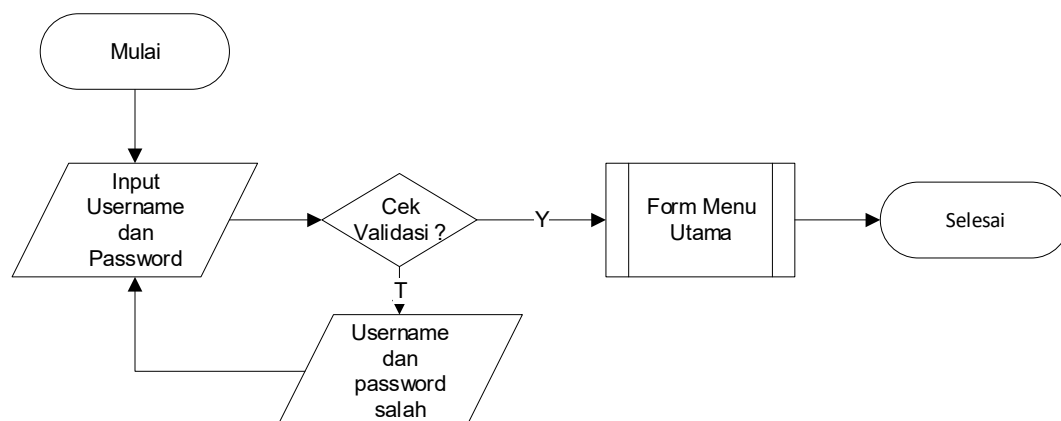 Mulai
Input
Username
dan
Password
Cek
Validasi ?
Y
Form Menu
Utama
Selesai
T
Username
dan
password
salah